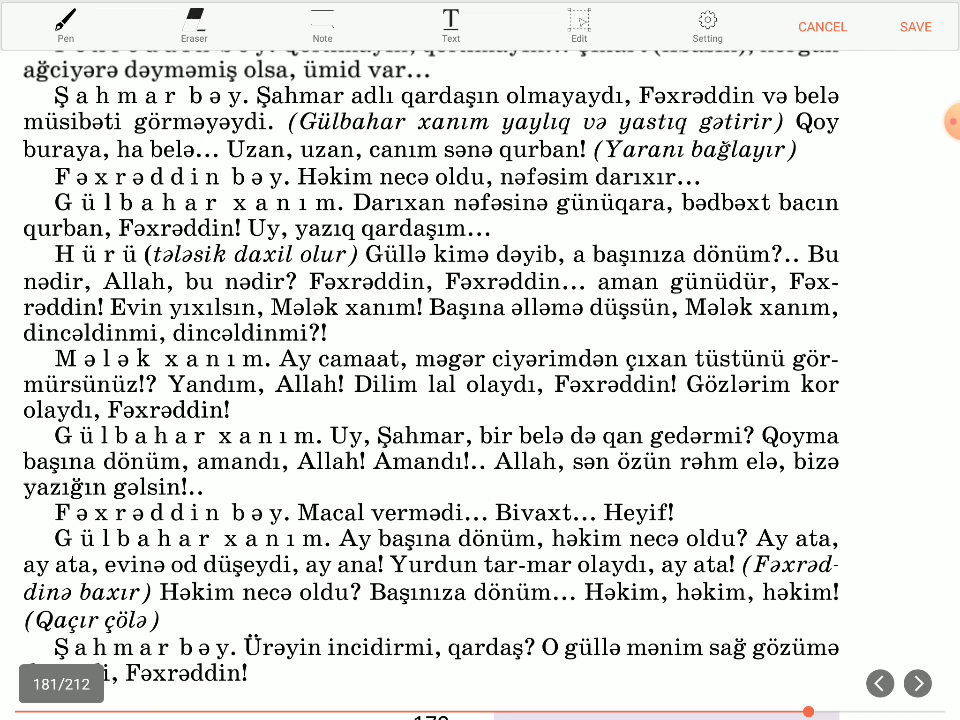 Pen
Eraser
Note
Text
Edit
Setting
CANCEL
SAVE
ağciyərə dəyməmiş olsa, ümid var...
Ş a h m a r b ə y. Şahmar adlı qardaşın olmayaydı, Fəxrəddin və belə
müsibəti görməyəydi. (Gülbahar xanım yaylıq və yastıq gətirir) Qoy
buraya, ha belə... Uzan, uzan, canım sənə qurban! (Yaranı bağlayır)
F ə x r ə d d i n b ə y. Həkim necə oldu, nəfəsim darıxır...
G ü l b a h a r x a n ı m. Darıxan nəfəsinə günüqara, bədbəxt bacın
qurban, Fəxrəddin! Uy, yazıq qardaşım...
H ü r ü (tələsik daxil olur) Güllə kimə dəyib, a başınıza dönüm?.. Bu
nədir, Allah, bu nədir? Fəxrəddin, Fəxrəddin... aman günüdür, Fəx-
rəddin! Evin yıxılsın, Mələk xanım! Başına əlləmə düşsün, Mələk xanım,
dincəldinmi, dincəldinmi?!
M ə l ə k x a n ı m. Ay camaat, məgər ciyərimdən çıxan tüstünü gör-
mürsünüz!? Yandım, Allah! Dilim lal olaydı, Fəxrəddin! Gözlərim kor
olaydı, Fəxrəddin!
G ü l b a h a r x a n ı m. Uy, Şahmar, bir belə də qan gedərmi? Qoyma
başına dönüm, amandı, Allah! Amandı!.. Allah, sən özün rəhm elə, bizə
yazığın gəlsin!..
F ə x r ə d d i n b ə y. Macal vermədi... Bivaxt... Heyif!
G ü l b a h a r x a n ı m. Ay başına dönüm, həkim necə oldu? Ay ata,
ay ata, evinə od düşeydi, ay ana! Yurdun tar-mar olaydı, ay ata! (Fəxrəd-
dinə baxır) Həkim necə oldu? Başınıza dönüm... Həkim, həkim, həkim!
(Qaçır çölə)
Ş a h m a r b ə y. Ürəyin incidirmi, qardaş? O güllə mənim sağ gözümə
Fəxrəddin!
181/212